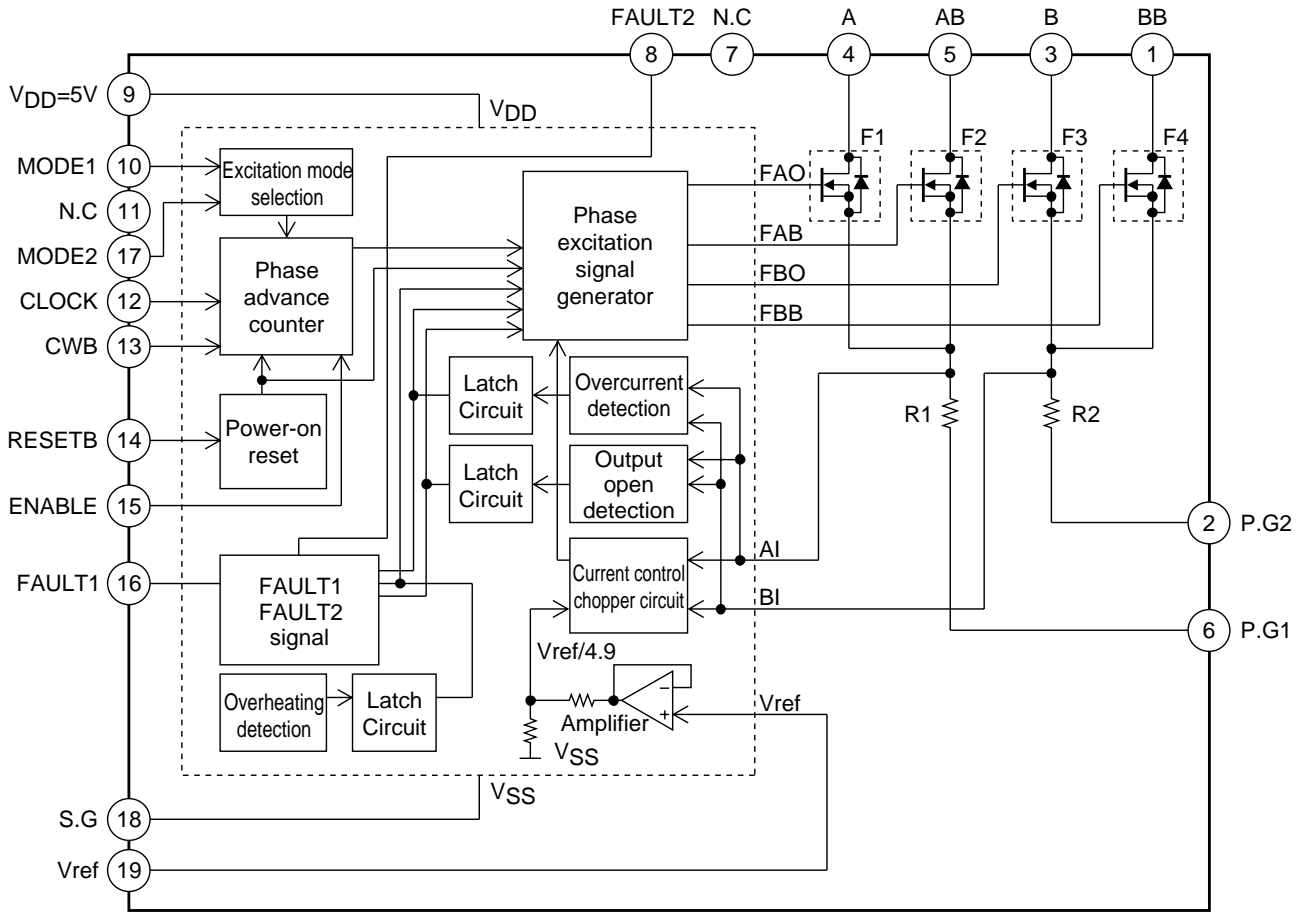 FAULT2
N.C
A
AB
B
BB
8
7
4
5
3
1
VDD=5V
9
VDD
MODE1
10
Excitation mode
selection
N.C
11
MODE2
17
CLOCK
12
Phase
advance
counter
CWB
13
Phase
excitation
signal
generator
FAO
FAB
FBO
FBB
F1
F2
F3
F4
RESETB
14
Power-on
reset
Latch
Circuit
Overcurrent
detection
R1
R2
ENABLE
15
Latch
Circuit
Output
open
detection
2
P.G2
FAULT1
16
FAULT1
FAULT2
signal
Current control
chopper circuit
AI
BI
6
P.G1
Vref/4.9
Overheating
detection
Latch
Circuit
−
+
Amplifier
Vref
VSS
VSS
S.G
18
Vref
19